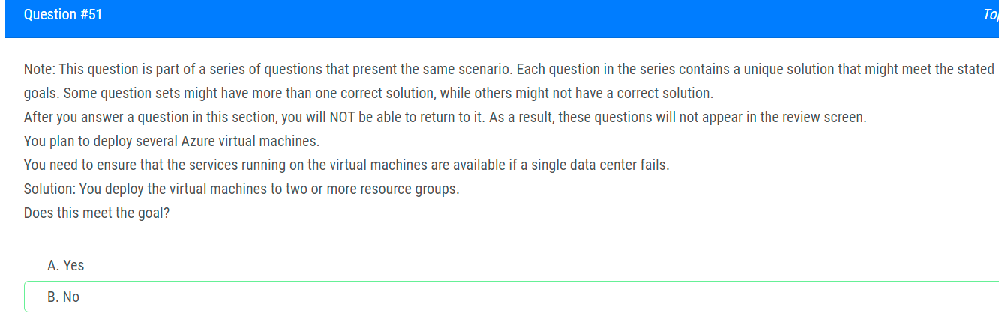 Question #51
Note: This question is part of a series of questions that present the same scenario. Each question in the series contains a unique solution that might meet the stated
goals. Some question sets might have more than one correct solution, while others might not have a correct solution.
After you answer a question in this section, you will NOT be able to return to it. As a result, these questions will not appear in the review screen.
You plan to deploy several Azure virtual machines.
You need to ensure that the services running on the virtual machines are available if a single data center fails.
Solution: You deploy the virtual machines to two or more resource groups.
Does this meet the goal?
A. Yes
B. No